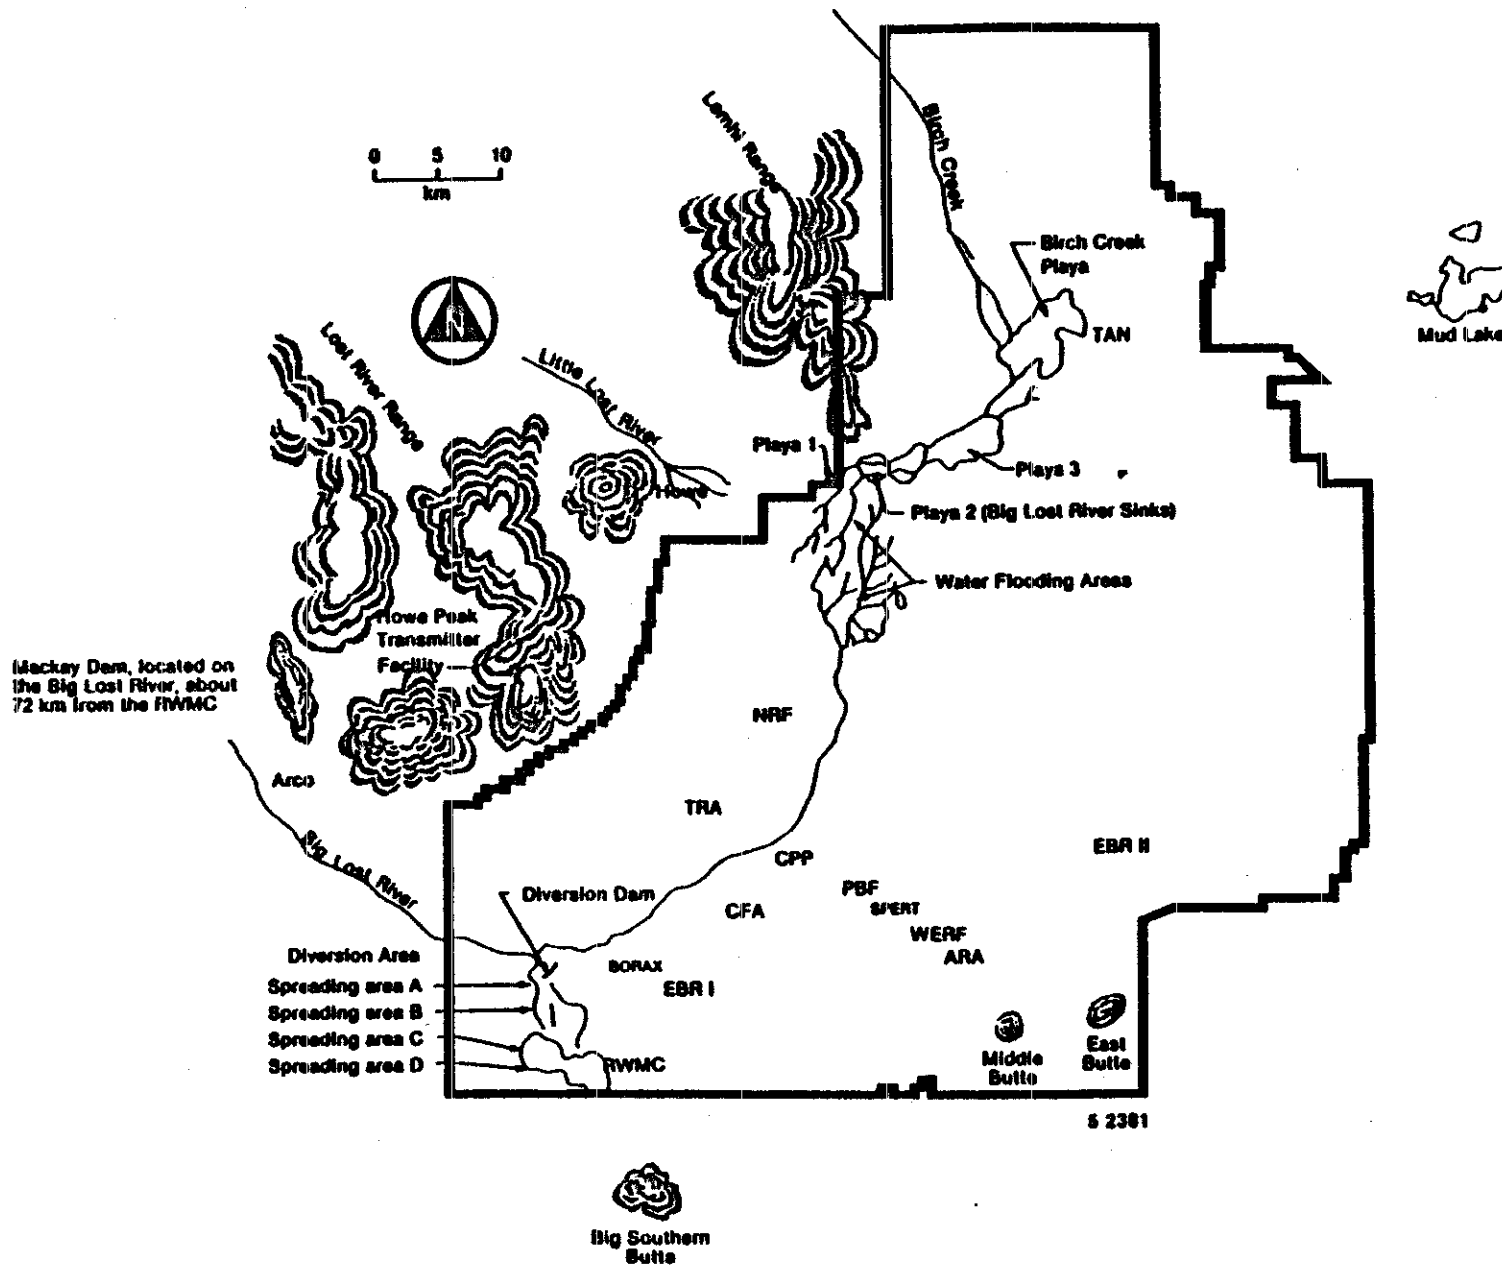 Birch Creek
Lemhi Range
0 5 10
km
Birch Creek
Playa
N
Mud Lake
TAN
Lost River Range
Little Lost River
Playa 1
Playa 3
Howe
Playa 2 (Big Lost River Sinks)
Water Flooding Areas
Howe Peak
Transmitter
Facility
Mackay Dam, located on
the Big Lost River, about
72 km from the RWMC
NRF
Arco
TRA
Big Lost River
CPP
EBR II
PBF
Diversion Dam
SPERT
CFA
WERF
ARA
Diversion Area
BORAX
Spreading area A
EBR I
Spreading area B
Spreading area C
Spreading area D
RWMC
Middle
Butte
East
Butte
5 2381
Big Southern
Butte